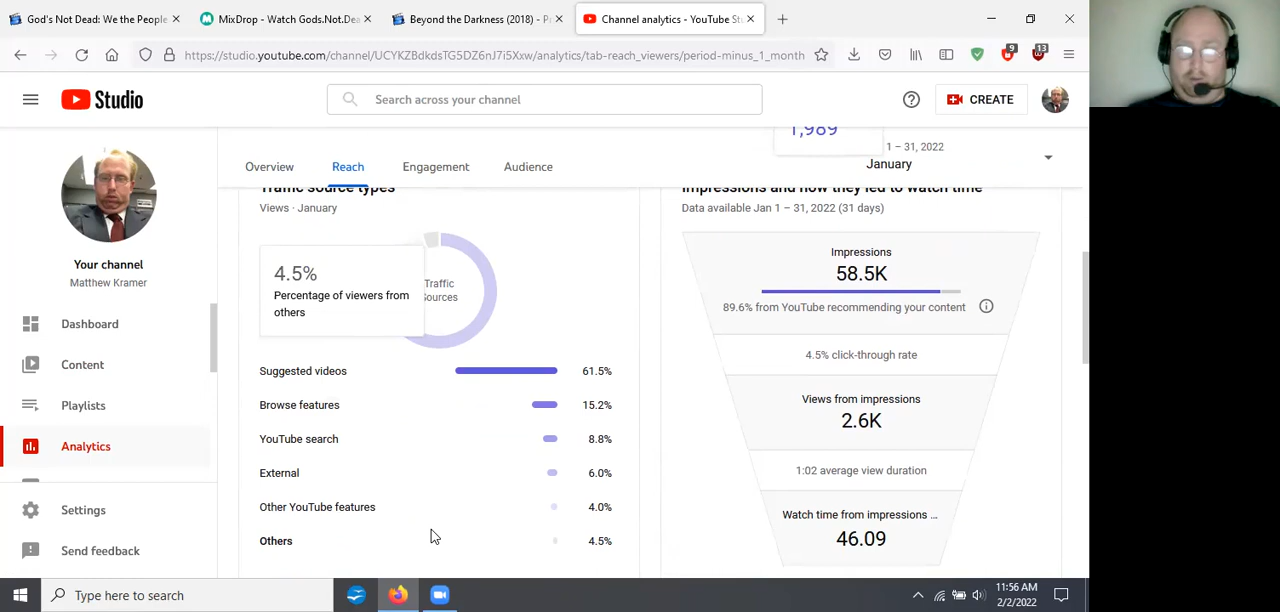 God's Not Dead: We the People
MixDrop - Watch Gods.Not.Dea
Beyond the Darkness (2018) - Pr
Channel analytics - YouTube Stu
https://studio.youtube.com/channel/UCYKZBdkdsTG5DZ6nJ7i5Xxw/analytics/tab-reach_viewers/period-minus_1_month
9
13
Studio
Search across your channel
CREATE
1,989
1 – 31, 2022
January
Overview
Reach
Engagement
Audience
Your channel
Matthew Kramer
Dashboard
Content
Playlists
Analytics
Settings
Send feedback
Traffic source types
Views · January
4.5%
Percentage of viewers from
others
Traffic
sources
Suggested videos 61.5%
Browse features 15.2%
YouTube search 8.8%
External 6.0%
Other YouTube features 4.0%
Others 4.5%
Impressions and how they led to watch time
Data available Jan 1 – 31, 2022 (31 days)
Impressions
58.5K
89.6% from YouTube recommending your content
4.5% click-through rate
Views from impressions
2.6K
1:02 average view duration
Watch time from impressions ...
46.09
Type here to search
11:56 AM
2/2/2022